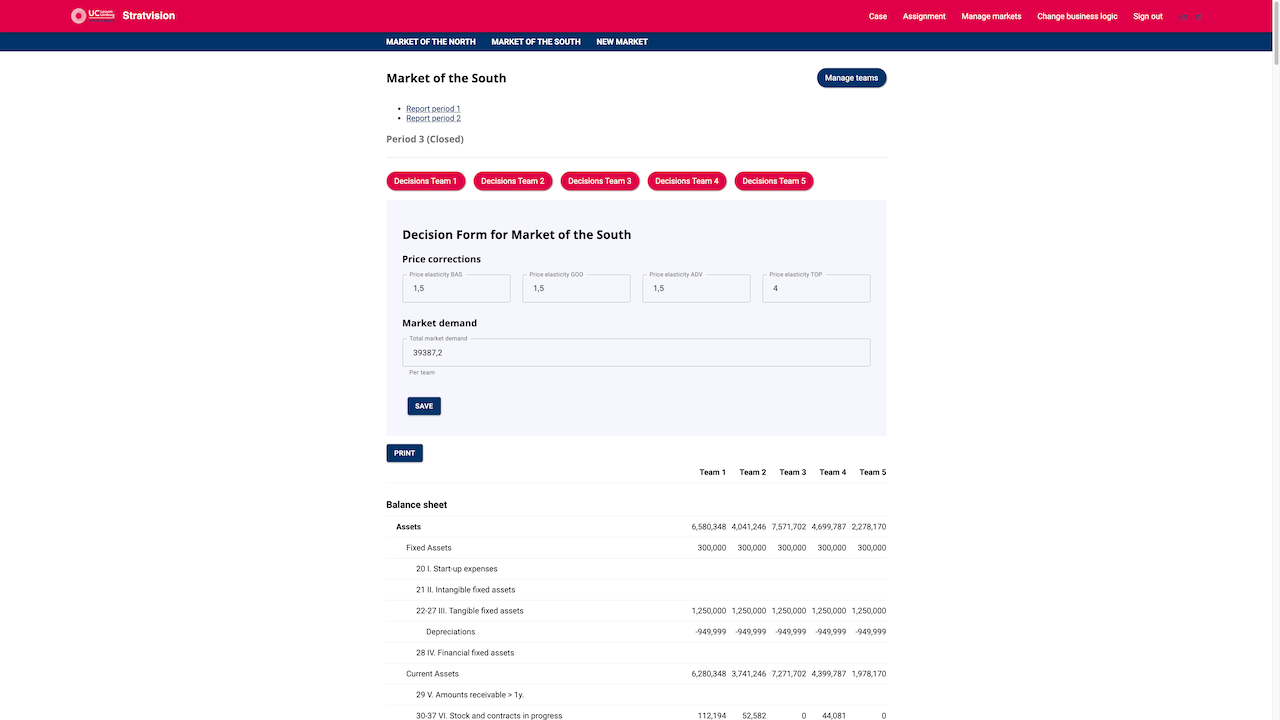 UC Stratvision
Case Assignment Manage markets Change business logic Sign out
MARKET OF THE NORTH MARKET OF THE SOUTH NEW MARKET
Market of the South Manage teams
Report period 1
Report period 2
Period 3 (Closed)
Decisions Team 1 Decisions Team 2 Decisions Team 3 Decisions Team 4 Decisions Team 5
Decision Form for Market of the South
Price corrections
Price elasticity BAS Price elasticity GOO Price elasticity ADV Price elasticity TOP
1,5 1,5 1,5 4
Market demand
Total market demand
39387,2
Per team
SAVE
PRINT
Team 1 Team 2 Team 3 Team 4 Team 5
Balance sheet
Assets 6,580,348 4,041,246 7,571,702 4,699,787 2,278,170
Fixed Assets 300,000 300,000 300,000 300,000 300,000
20 I. Start-up expenses
21 II. Intangible fixed assets
22-27 III. Tangible fixed assets 1,250,000 1,250,000 1,250,000 1,250,000 1,250,000
Depreciations -949,999 -949,999 -949,999 -949,999 -949,999
28 IV. Financial fixed assets
Current Assets 6,280,348 3,741,246 7,271,702 4,399,787 1,978,170
29 V. Amounts receivable > 1y.
30-37 VI. Stock and contracts in progress 112,194 52,582 0 44,081 0